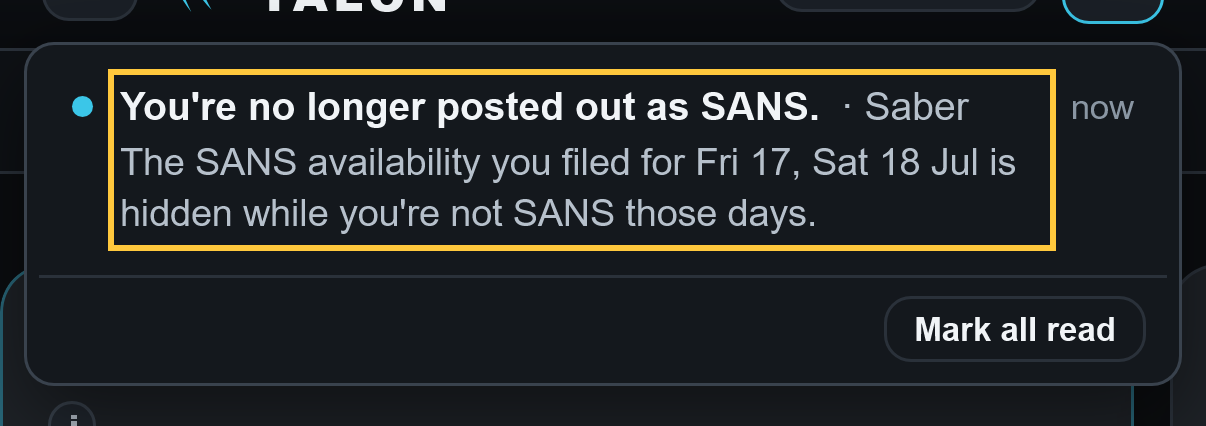 TALON
You're no longer posted out as SANS. · Saber
now
The SANS availability you filed for Fri 17, Sat 18 Jul is
hidden while you're not SANS those days.
Mark all read
i